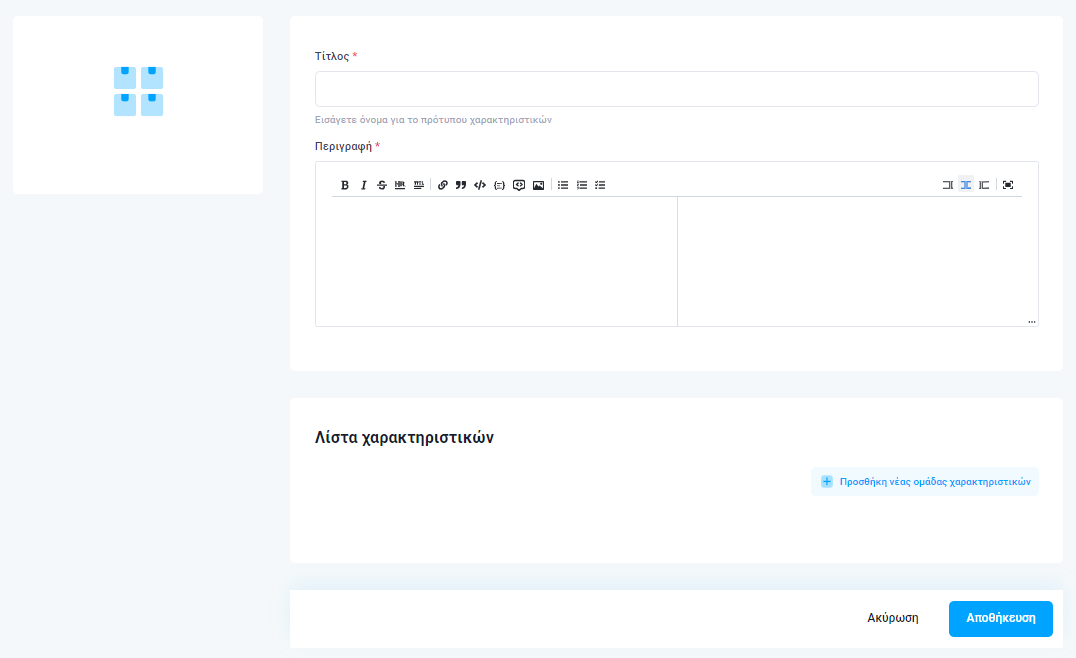 Τίτλος *
Εισάγετε όνομα για το πρότυπου χαρακτηριστικών
Περιγραφή *
Λίστα χαρακτηριστικών
Προσθήκη νέας ομάδας χαρακτηριστικών
Ακύρωση
Αποθήκευση